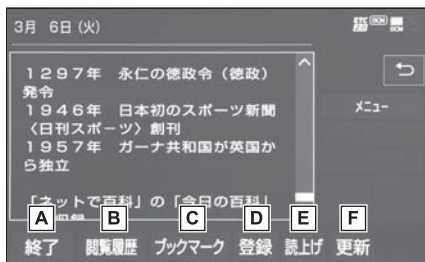 3月 6日(火)
ETC DCM DCM
1297年 永仁の徳政令(徳政)
発令
1946年 日本初のスポーツ新聞
〈日刊スポーツ〉創刊
1957年 ガーナ共和国が英国か
ら独立
「ネットで百科」の「今日の百科」
メニュー
A B C D E F
終了 閲覧履歴 ブックマーク 登録 読上げ 更新